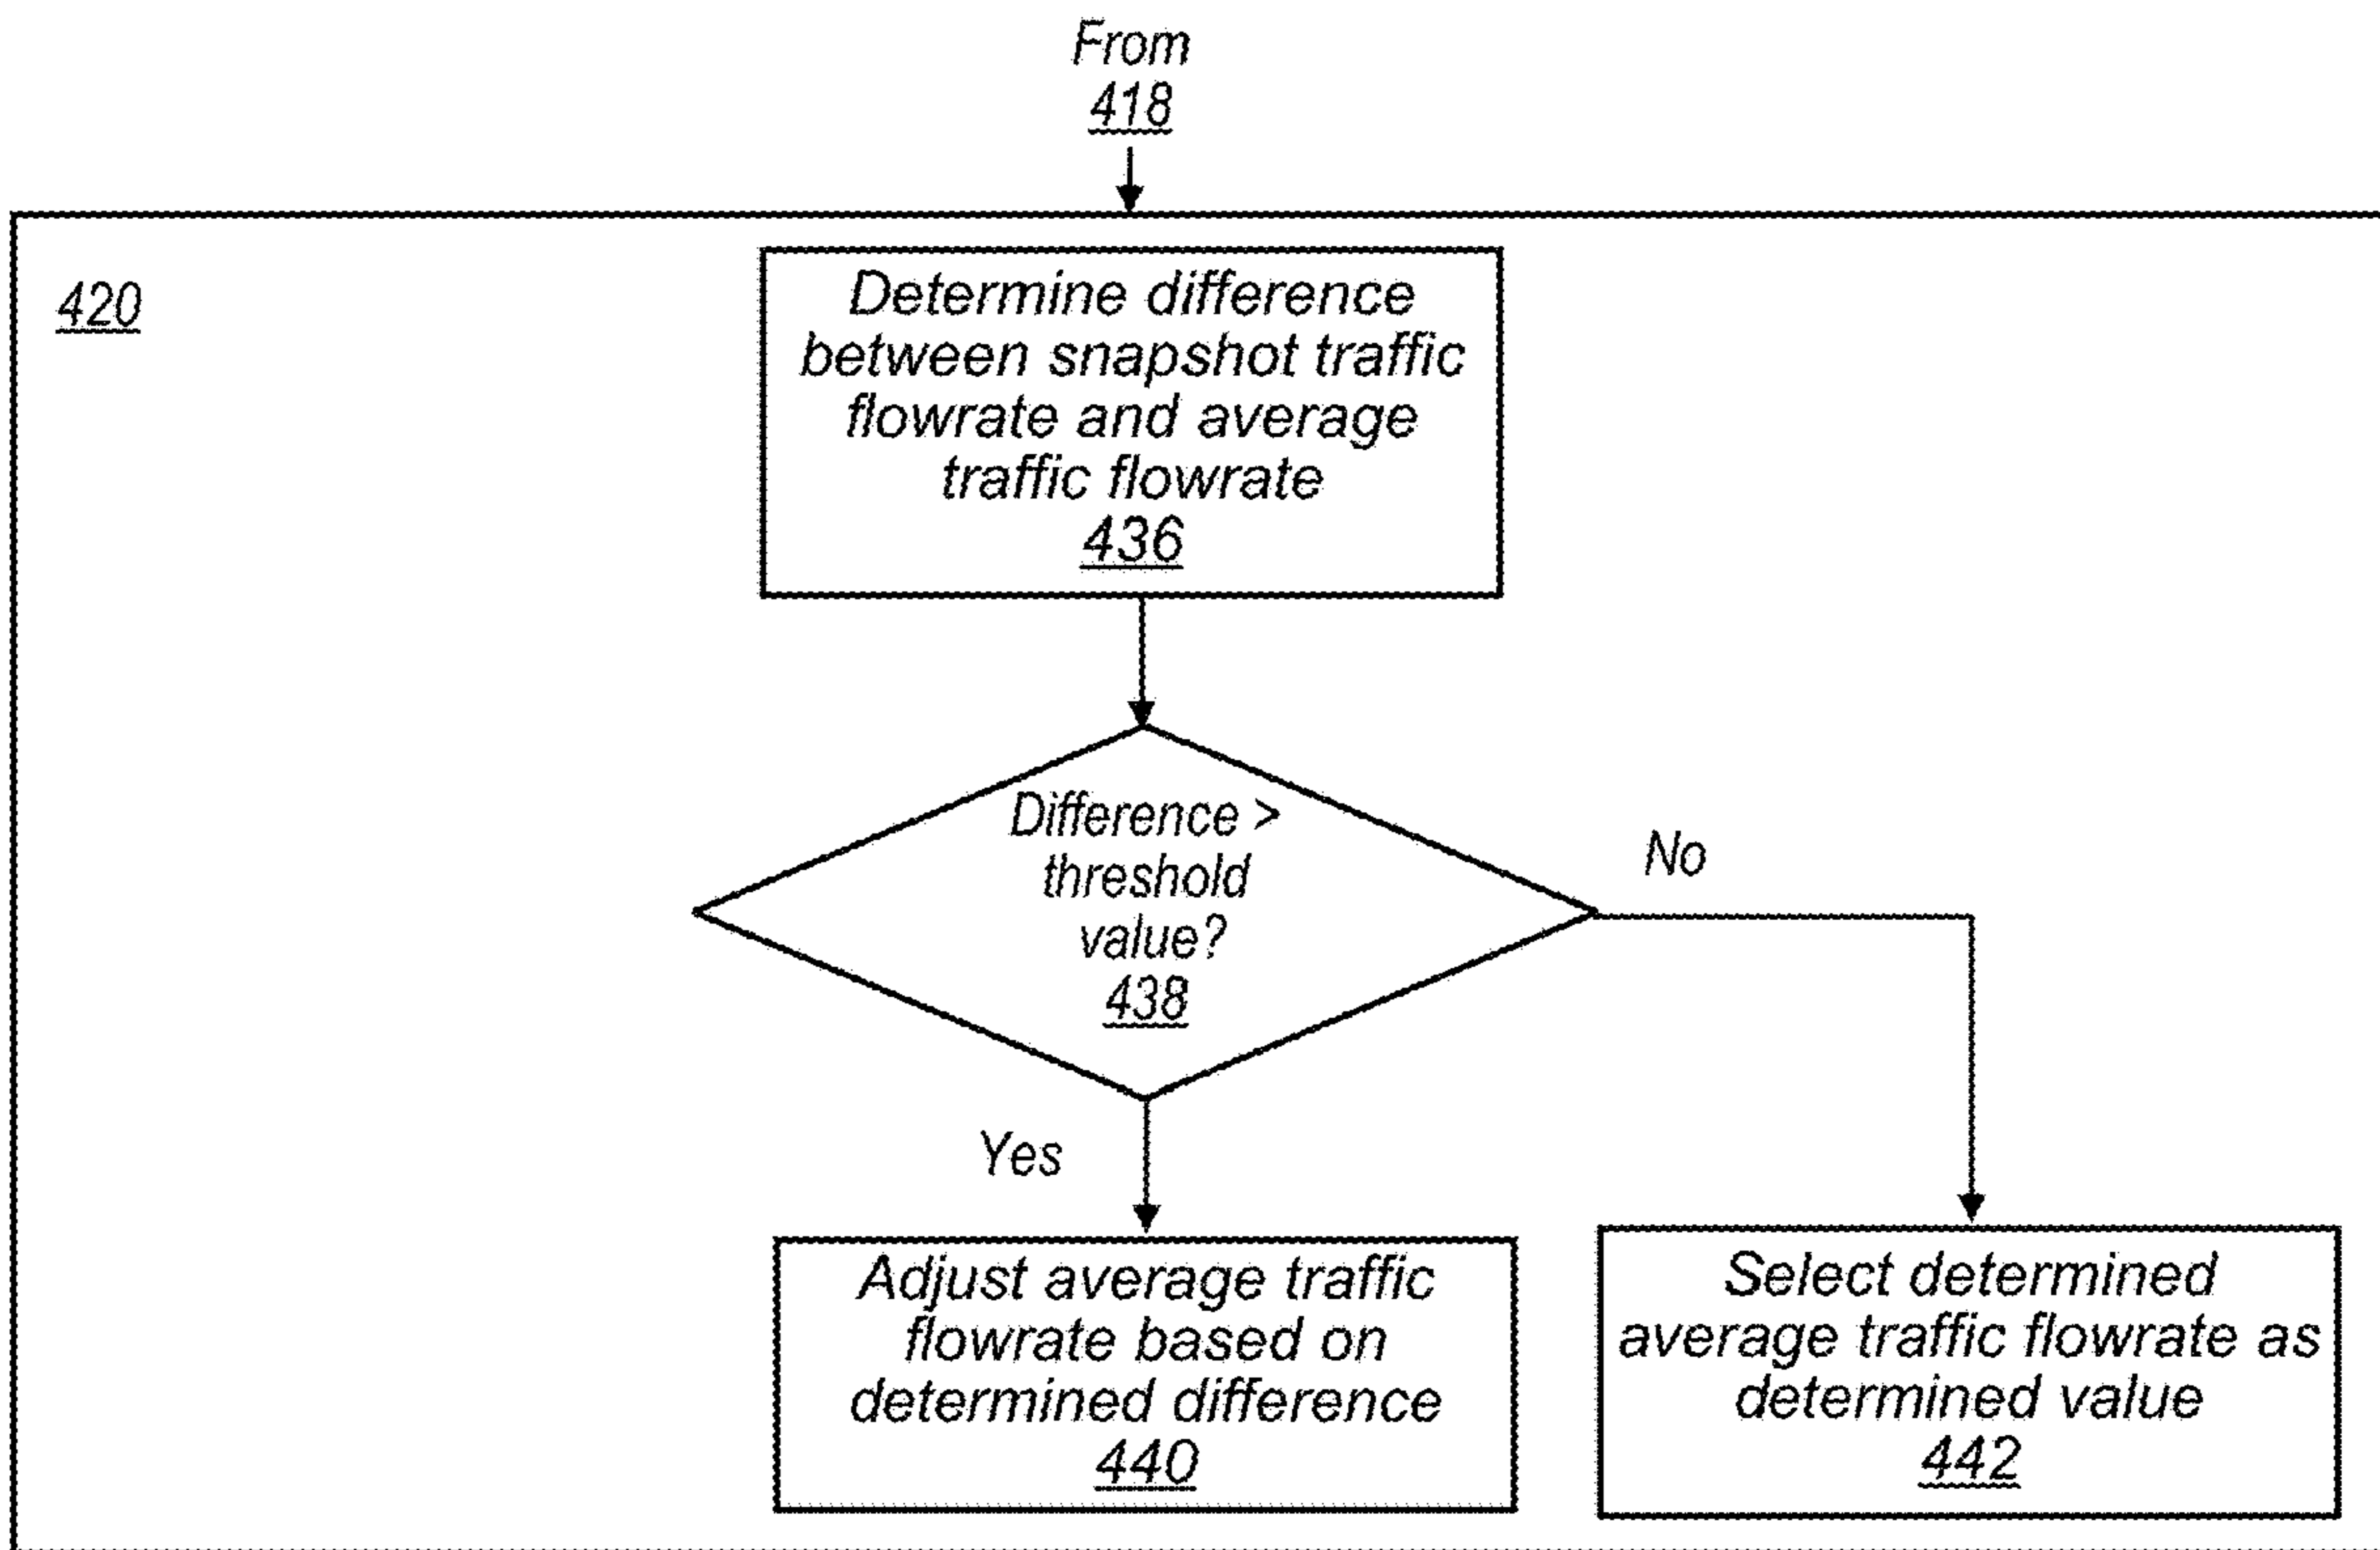 From
418
420
Determine difference
between snapshot traffic
flowrate and average
traffic flowrate
436
Difference >
threshold
value?
438
No
Yes
Adjust average traffic
flowrate based on
determined difference
440
Select determined
average traffic flowrate as
determined value
442